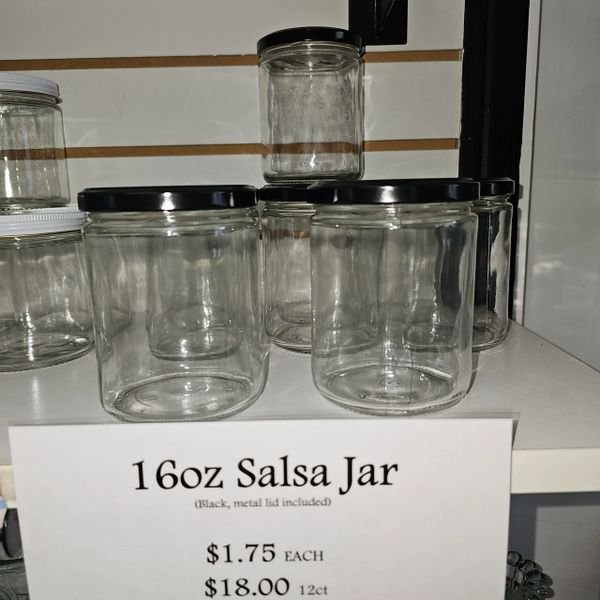 16oz Salsa Jar
(Black, metal lid included)
$1.75 EACH
$18.00 12ct